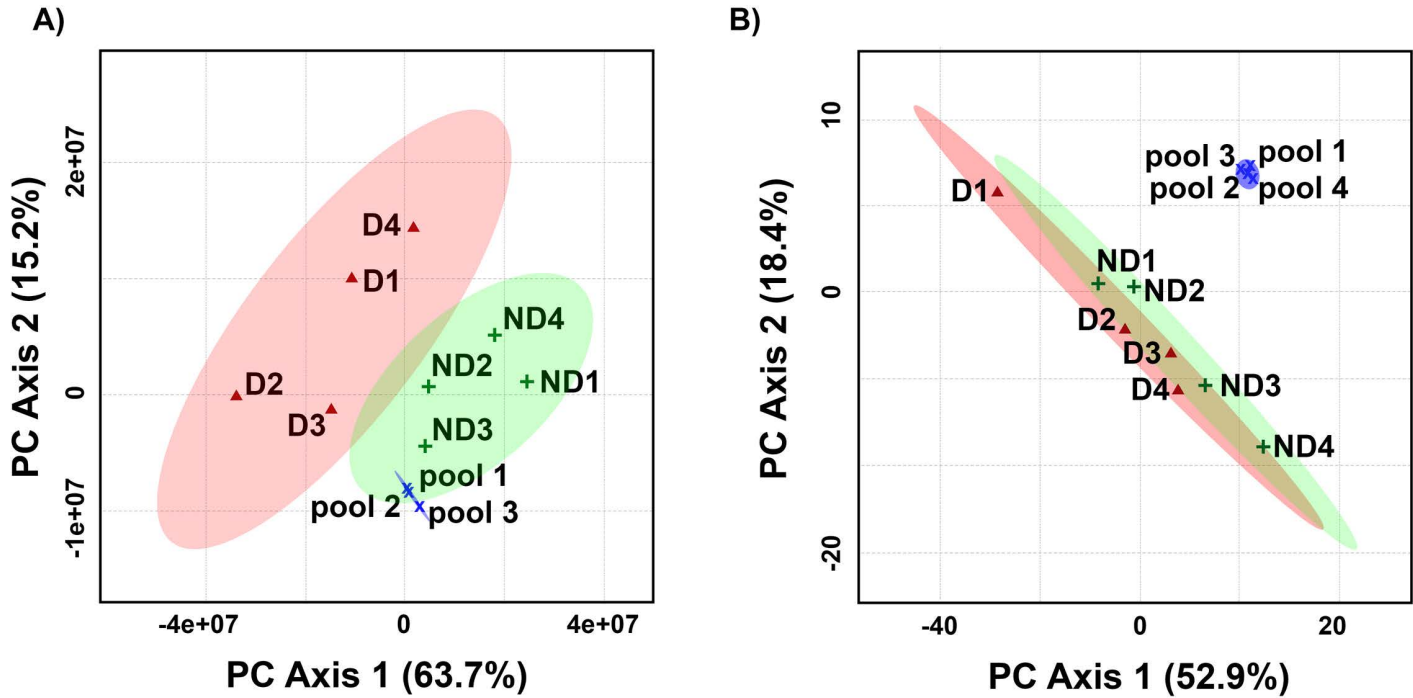 A)
PC Axis 2 (15.2%)
2e+07
0
-1e+07
D4
D1
D2
D3
ND4
ND2
ND1
ND3
pool 1
pool 2
pool 3
-4e+07
0
4e+07
PC Axis 1 (63.7%)
B)
PC Axis 2 (18.4%)
10
0
-20
pool 3
pool 1
pool 2
pool 4
D1
ND1
ND2
D2
D3
D4
ND3
ND4
-40
0
20
PC Axis 1 (52.9%)